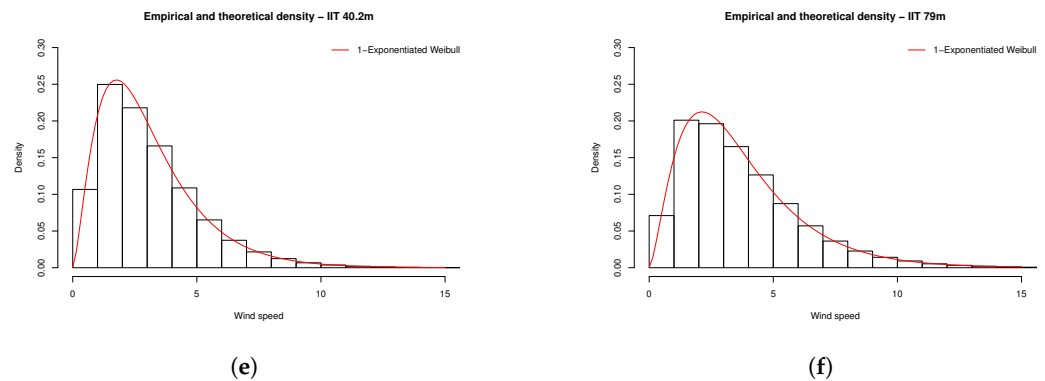 Empirical and theoretical density – IIT 40.2m
1−Exponentiated Weibull
Density
0.00 0.05 0.10 0.15 0.20 0.25 0.30
0 5 10 15
Wind speed
(e)
Empirical and theoretical density – IIT 79m
1−Exponentiated Weibull
Density
0.00 0.05 0.10 0.15 0.20 0.25 0.30
0 5 10 15
Wind speed
(f)